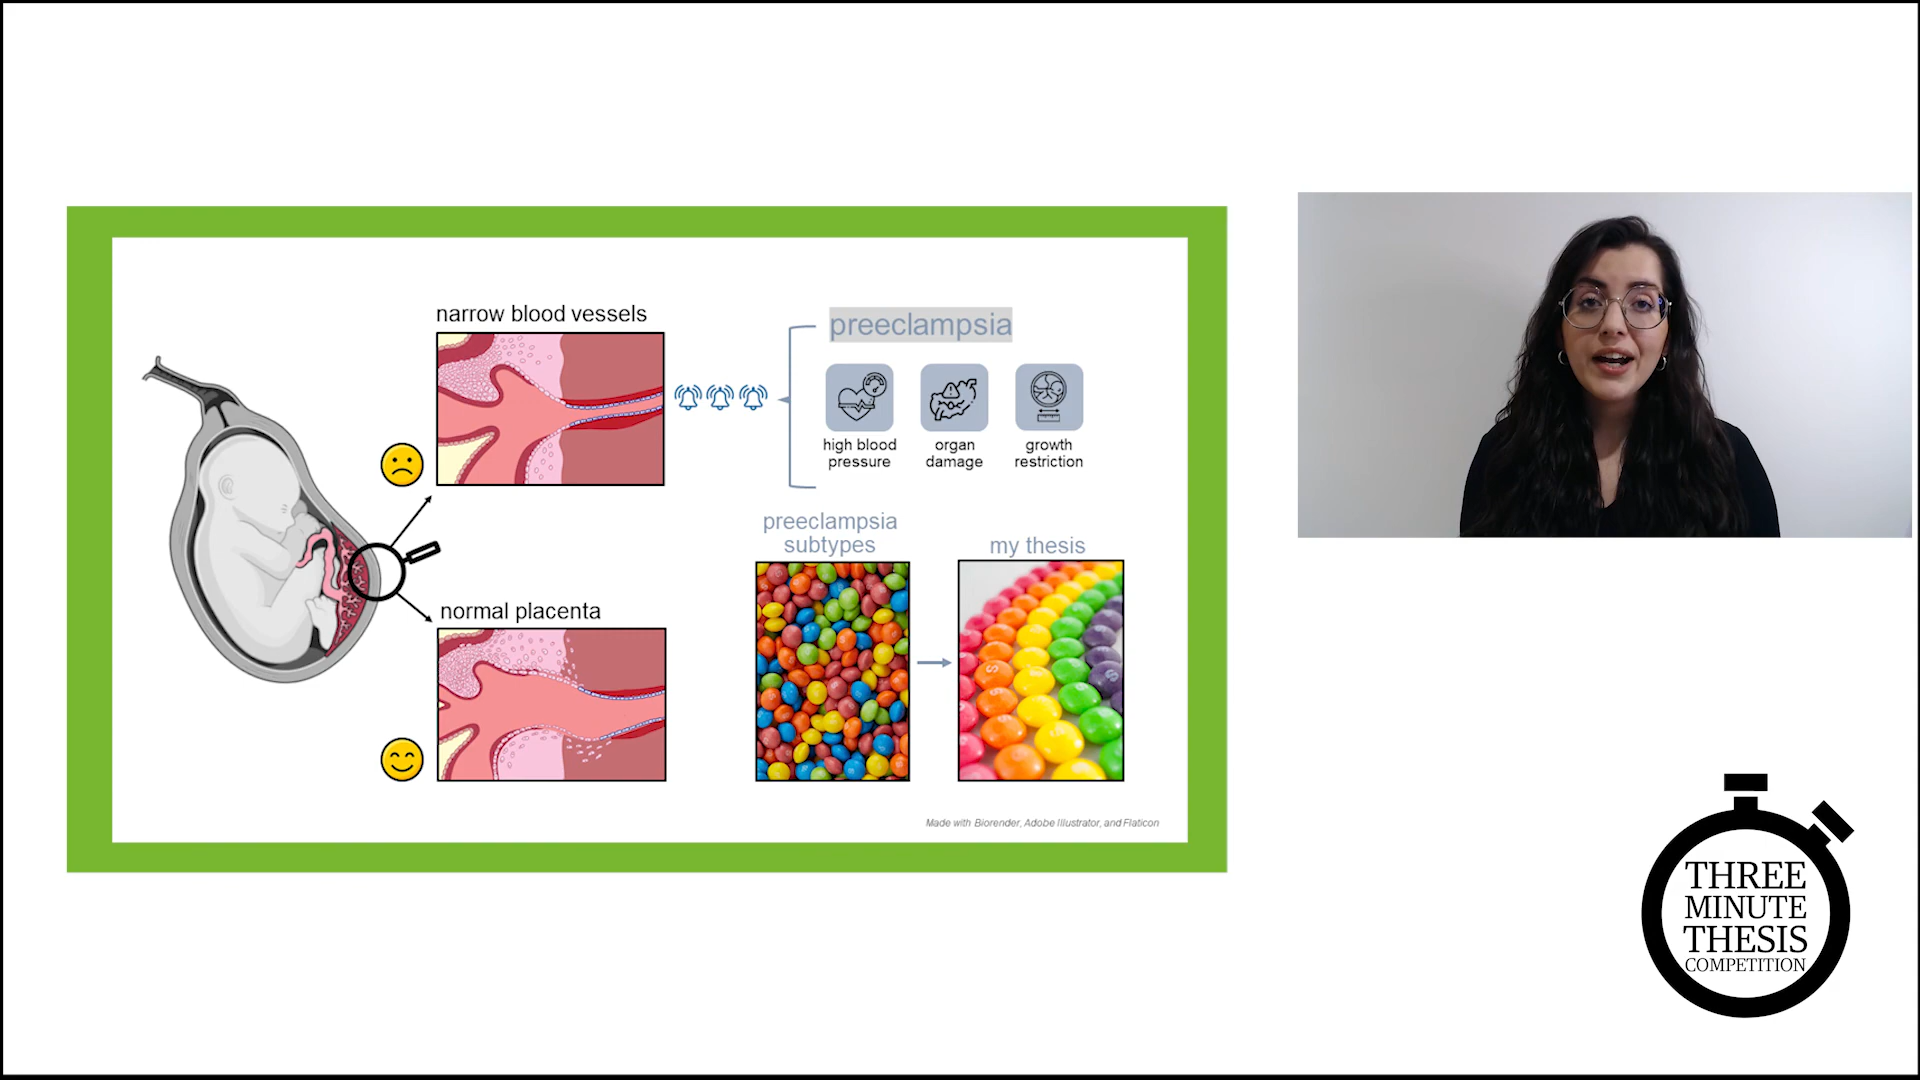 narrow blood vessels
preeclampsia
high blood
pressure
organ
damage
growth
restriction
preeclampsia
subtypes
my thesis
normal placenta
Made with Biorender, Adobe Illustrator, and Flaticon
THREE
MINUTE
THESIS
COMPETITION